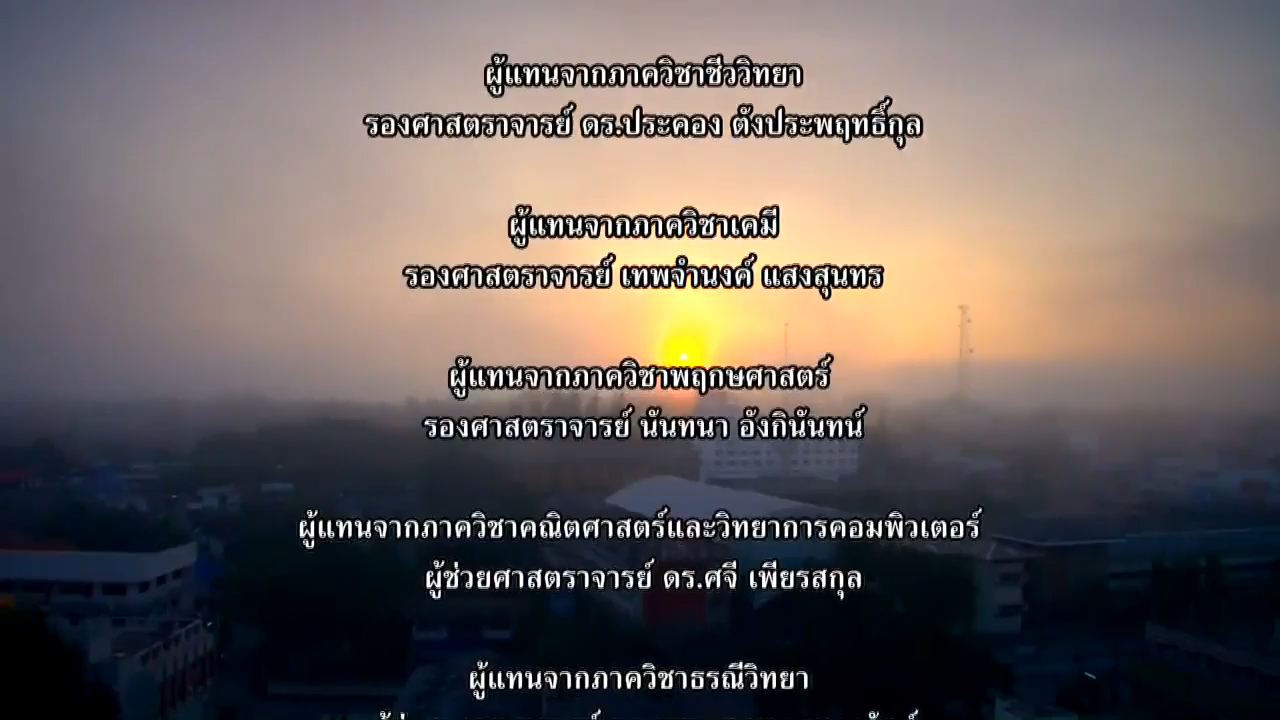 ผู้แทนจากภาควิชาชีววิทยา
รองศาสตราจารย์ ดร.ประคอง ตังประพฤทธิ์กุล
ผู้แทนจากภาควิชาเคมี
รองศาสตราจารย์ เทพจำนงค์ แสงสุนทร
ผู้แทนจากภาควิชาพฤกษศาสตร์
รองศาสตราจารย์ นันทนา อังกินันทน์
ผู้แทนจากภาควิชาคณิตศาสตร์และวิทยาการคอมพิวเตอร์
ผู้ช่วยศาสตราจารย์ ดร.ศจี เพียรสกุล
ผู้แทนจากภาควิชาธรณีวิทยา